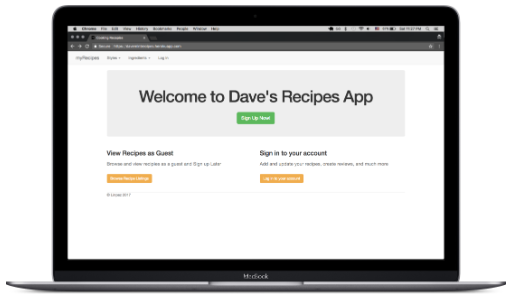 Chrome File Edit View History Bookmarks People Window Help
myRecipes Styles Ingredients Log In
Welcome to Dave's Recipes App
Sign Up Now!
View Recipes as Guest
Browse and view recipes as a guest and Sign up Later
Browse Recipe Listings
Sign in to your account
Add and update your recipes, create reviews, and much more
Log in to your account
2017
MacBook